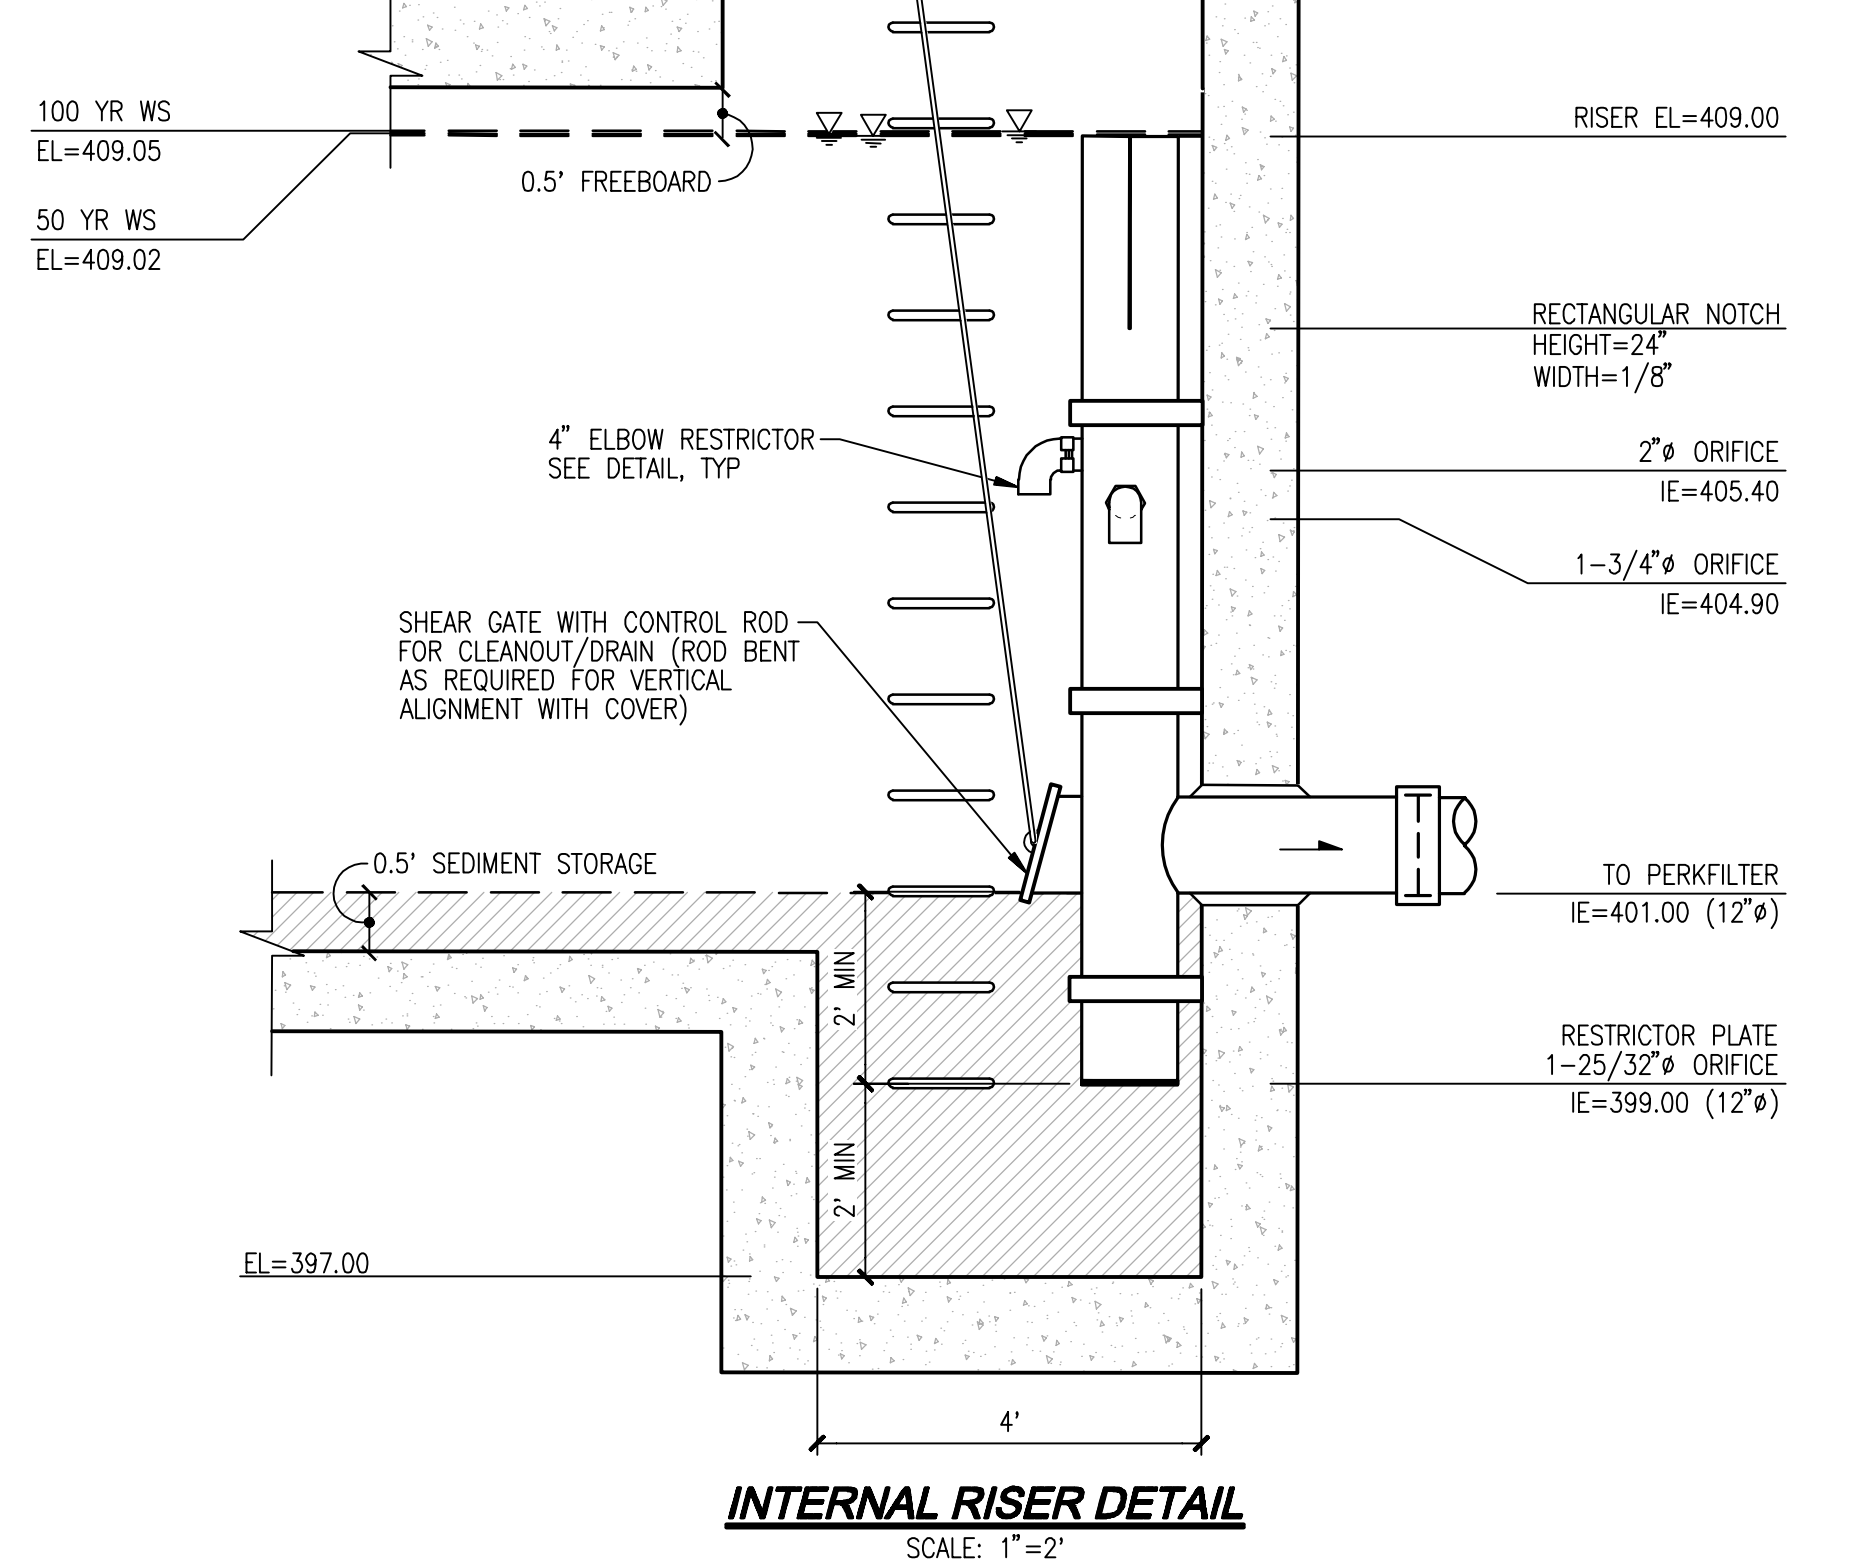 100 YR WS
EL=409.05
50 YR WS
EL=409.02
0.5' FREEBOARD
RISER EL=409.00
RECTANGULAR NOTCH
HEIGHT=24"
WIDTH=1/8"
4" ELBOW RESTRICTOR
SEE DETAIL, TYP
2"ø ORIFICE
IE=405.40
1-3/4"ø ORIFICE
IE=404.90
SHEAR GATE WITH CONTROL ROD
FOR CLEANOUT/DRAIN (ROD BENT
AS REQUIRED FOR VERTICAL
ALIGNMENT WITH COVER)
0.5' SEDIMENT STORAGE
TO PERKFILTER
IE=401.00 (12"ø)
2' MIN
RESTRICTOR PLATE
1-25/32"ø ORIFICE
IE=399.00 (12"ø)
2' MIN
EL=397.00
4'
INTERNAL RISER DETAIL
SCALE: 1"=2'